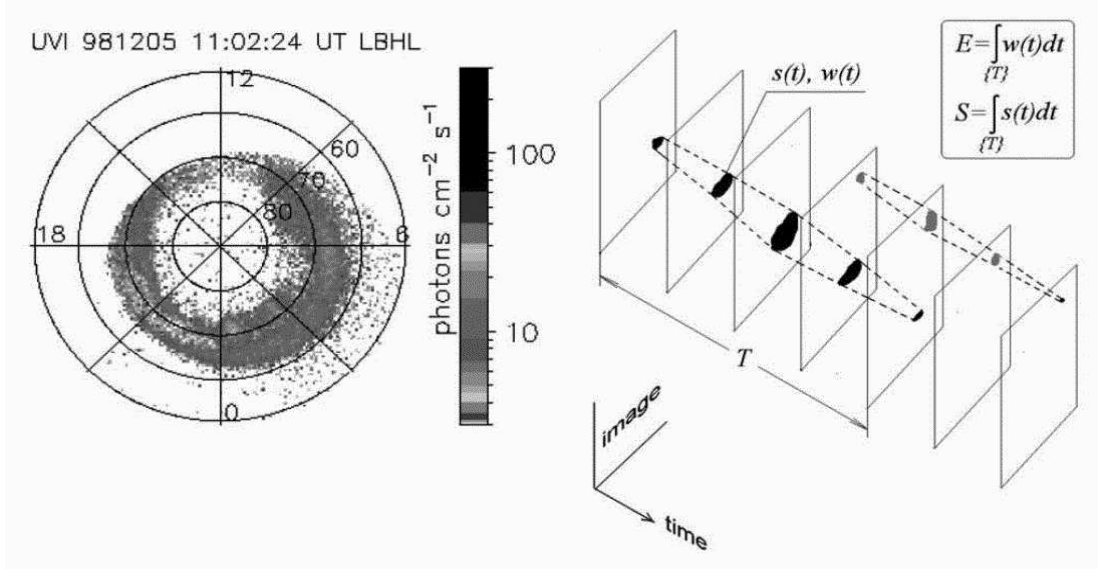 UVI 981205 11:02:24 UT LBHL
12
60
70
80
18
6
0
photons cm⁻² s⁻¹
100
10
s(t), w(t)
E=∫w(t)dt
{T}
S=∫s(t)dt
{T}
T
image
time